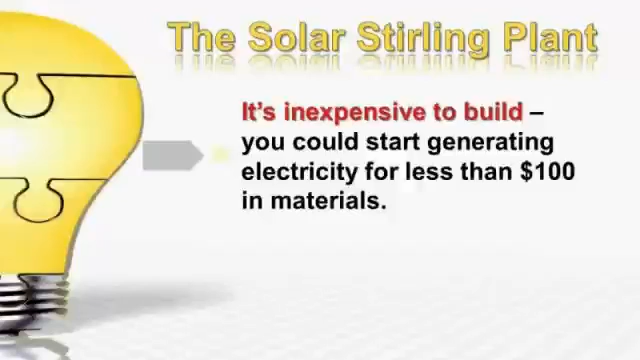 The Solar Stirling Plant
It's inexpensive to build –
you could start generating
electricity for less than $100
in materials.